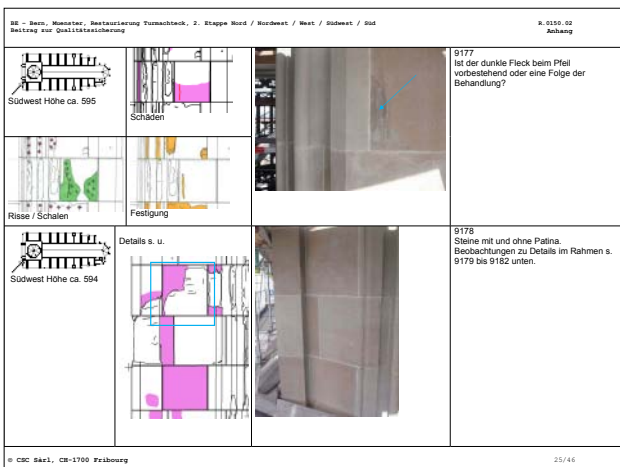 BE - Bern, Muenster, Restaurierung Turmachteck, 2. Etappe Nord / Nordwest / West / Südwest / Süd
Beitrag zur Qualitätssicherung
R.0150.02
Anhang
Südwest Höhe ca. 595
Schäden
9177
Ist der dunkle Fleck beim Pfeil
vorbestehend oder eine Folge der
Behandlung?
Risse / Schalen
Festigung
Südwest Höhe ca. 594
Details s. u.
9178
Steine mit und ohne Patina.
Beobachtungen zu Details im Rahmen s.
9179 bis 9182 unten.
© CSC Sàrl, CH-1700 Fribourg
25/46